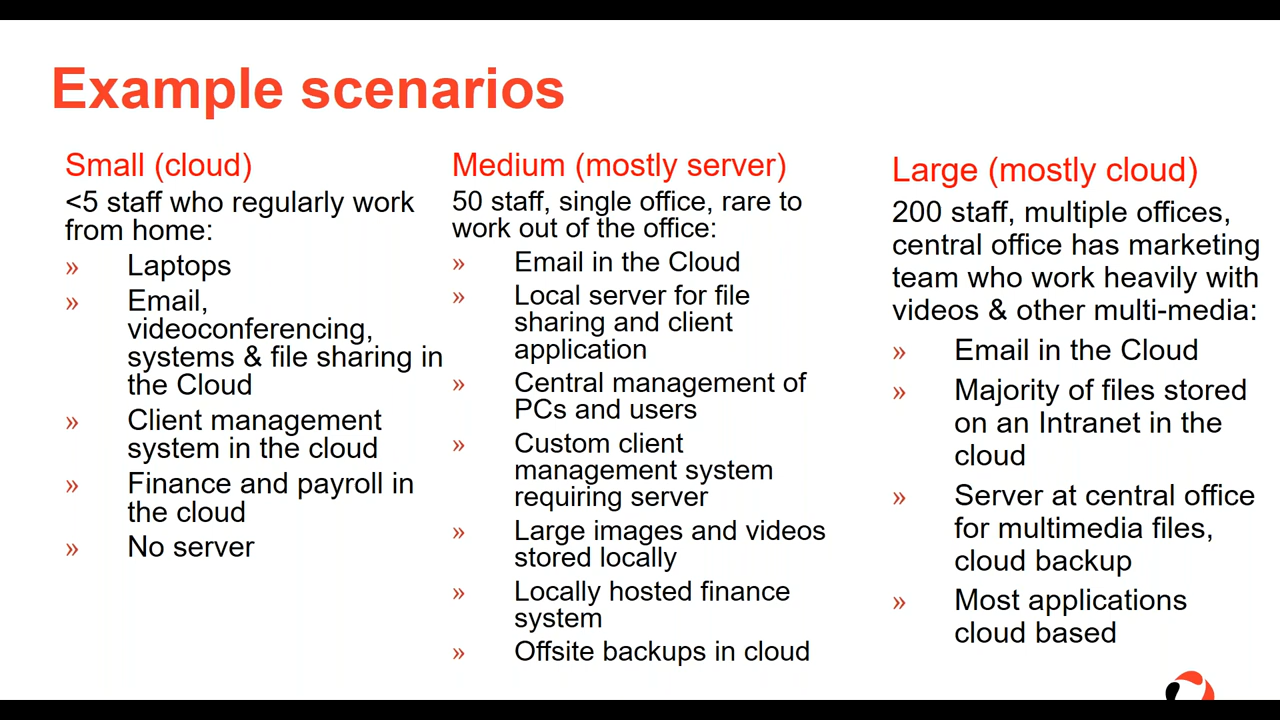 Example scenarios
Small (cloud)
<5 staff who regularly work
from home:
» Laptops
» Email,
videoconferencing,
systems & file sharing in
the Cloud
» Client management
system in the cloud
» Finance and payroll in
the cloud
» No server
Medium (mostly server)
50 staff, single office, rare to
work out of the office:
» Email in the Cloud
» Local server for file
sharing and client
application
» Central management of
PCs and users
» Custom client
management system
requiring server
» Large images and videos
stored locally
» Locally hosted finance
system
» Offsite backups in cloud
Large (mostly cloud)
200 staff, multiple offices,
central office has marketing
team who work heavily with
videos & other multi-media:
» Email in the Cloud
» Majority of files stored
on an Intranet in the
cloud
» Server at central office
for multimedia files,
cloud backup
» Most applications
cloud based